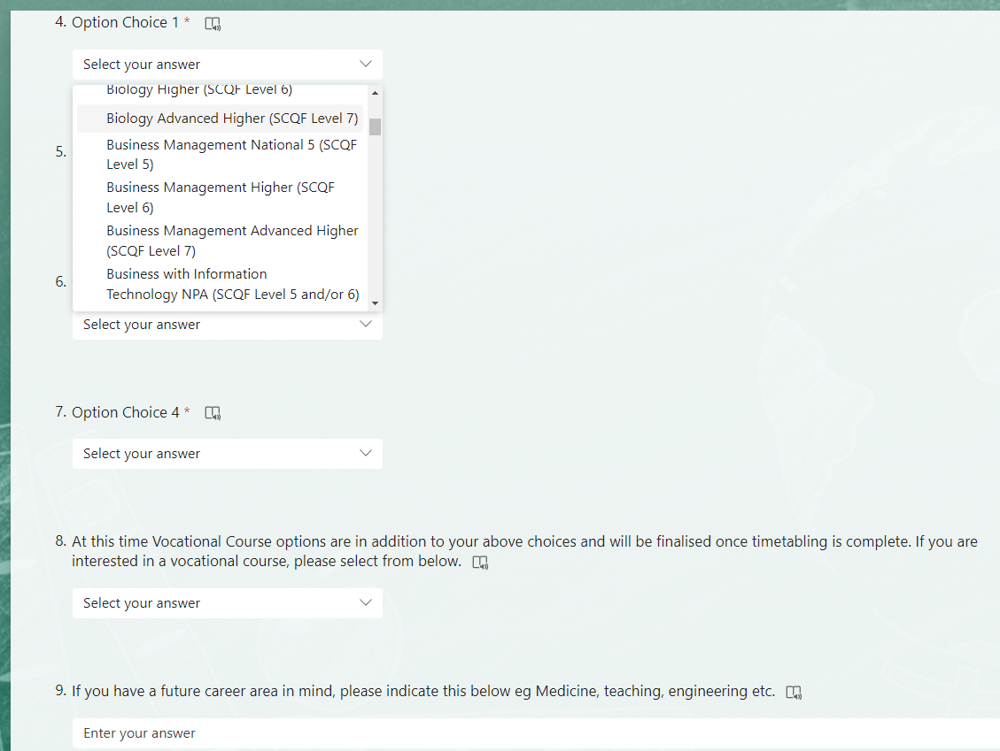 4. Option Choice 1 *
Select your answer
Biology Higher (SCQF Level 6)
Biology Advanced Higher (SCQF Level 7)
Business Management National 5 (SCQF
Level 5)
Business Management Higher (SCQF
Level 6)
Business Management Advanced Higher
(SCQF Level 7)
Business with Information
Technology NPA (SCQF Level 5 and/or 6)
5.
6.
Select your answer
7. Option Choice 4 *
Select your answer
8. At this time Vocational Course options are in addition to your above choices and will be finalised once timetabling is complete. If you are
interested in a vocational course, please select from below.
Select your answer
9. If you have a future career area in mind, please indicate this below eg Medicine, teaching, engineering etc.
Enter your answer